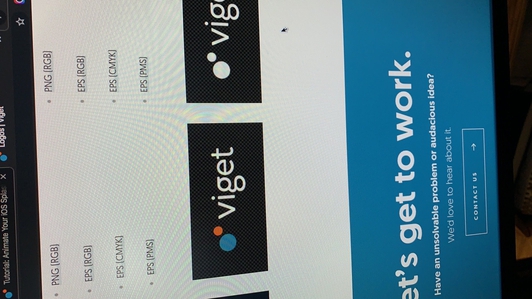 Tutorial: Animate Your iOS Splas
Logos | Viget
PNG (RGB)
EPS (RGB)
EPS (CMYK)
EPS (PMS)
PNG (RGB)
EPS (RGB)
EPS (CMYK)
EPS (PMS)
viget
vig
et's get to work.
Have an unsolvable problem or audacious idea?
We'd love to hear about it.
CONTACT US